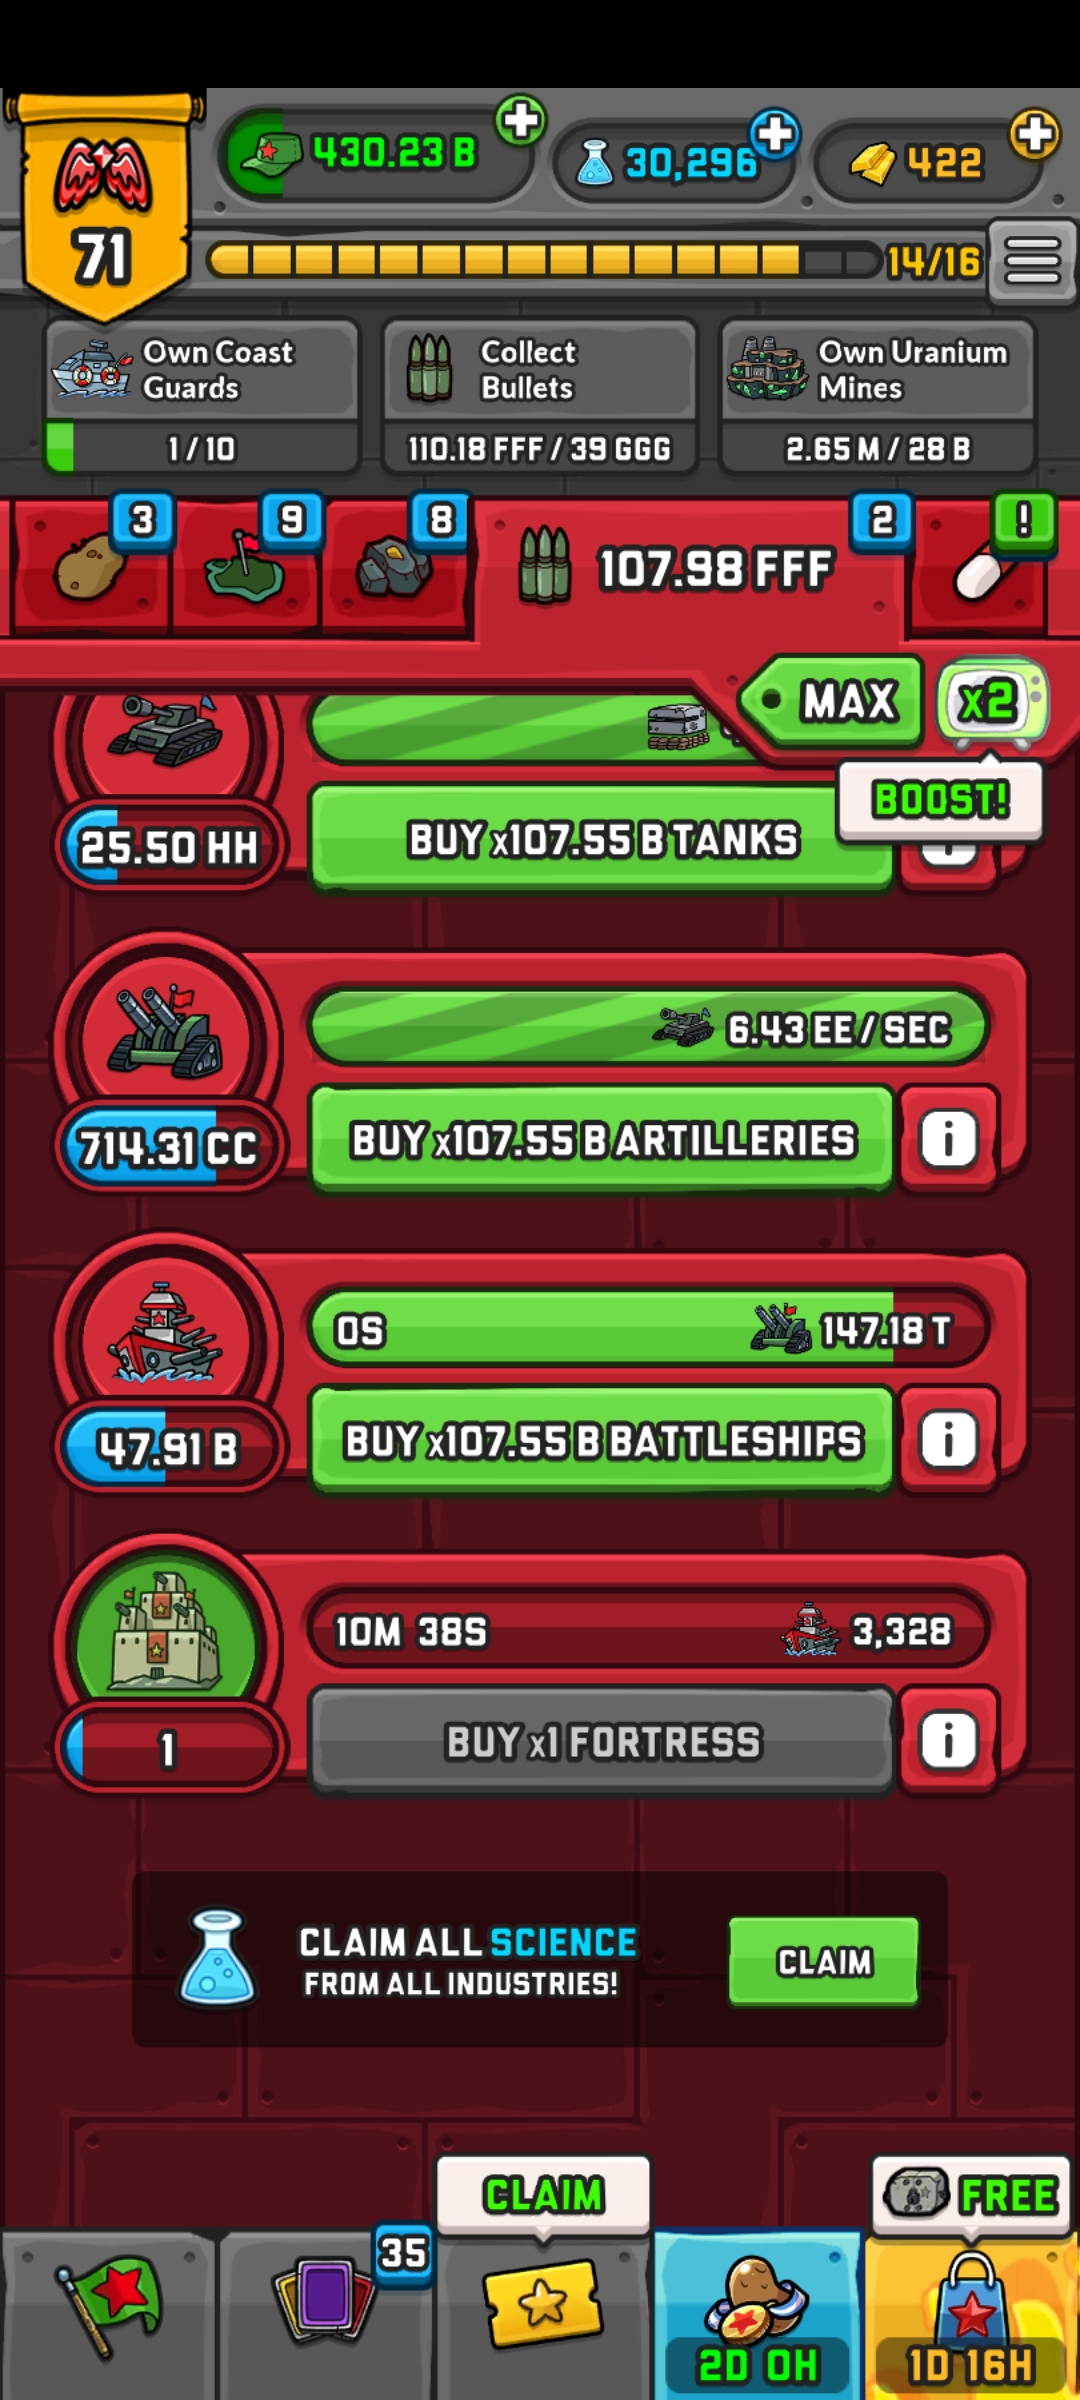 430.23 B
30,296
422
71
14/16
Own Coast
Guards
1 / 10
Collect
Bullets
110.18 FFF / 39 GGG
Own Uranium
Mines
2.65 M / 28 B
3
9
8
107.98 FFF
2
!
MAX
x2
BOOST!
25.50 HH
BUY x107.55 B TANKS
6.43 EE / SEC
714.31 CC
BUY x107.55 B ARTILLERIES
i
0S
147.18 T
47.91 B
BUY x107.55 B BATTLESHIPS
i
10M 38S
3,328
1
BUY x1 FORTRESS
i
CLAIM ALL SCIENCE
FROM ALL INDUSTRIES!
CLAIM
CLAIM
FREE
35
2D 0H
1D 16H